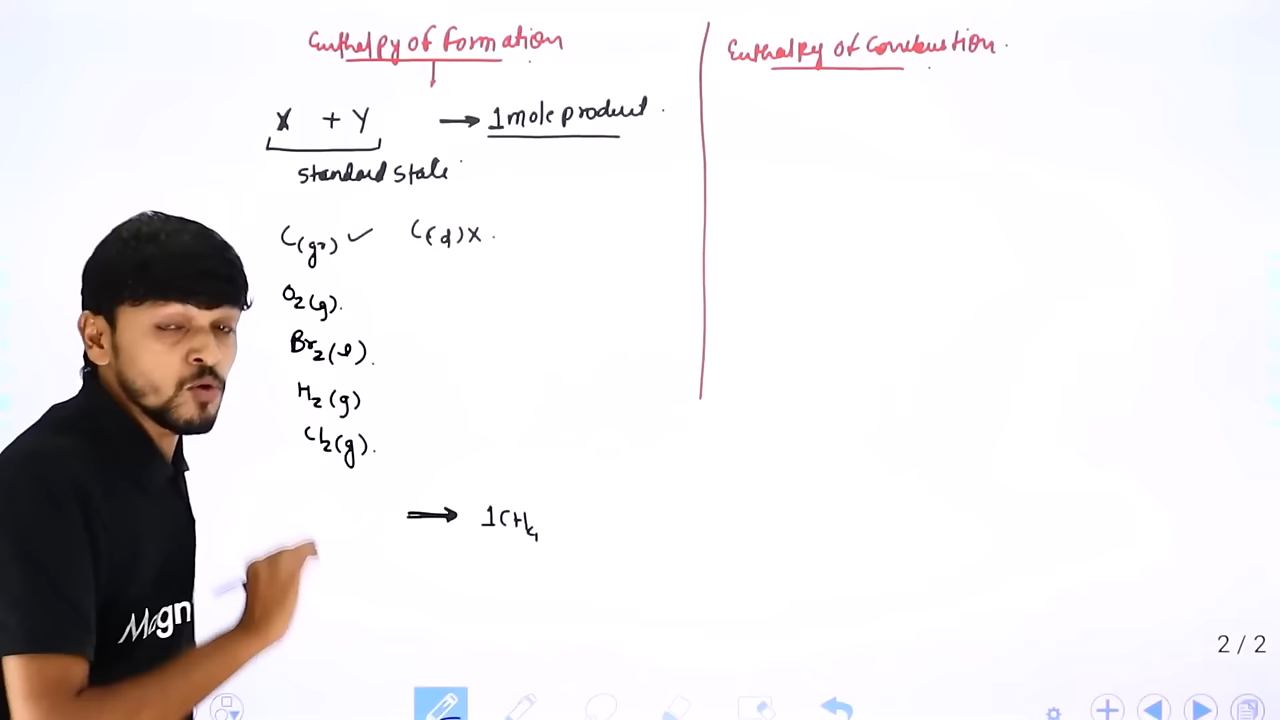 Enthalpy of formation
X + Y → 1 mole product.
standard state
C(gr) ✓ C(d) X.
O2(g).
Br2(l).
H2(g)
Cl2(g).
→ 1CH4
Enthalpy of Combustion.
Magn
2 / 2